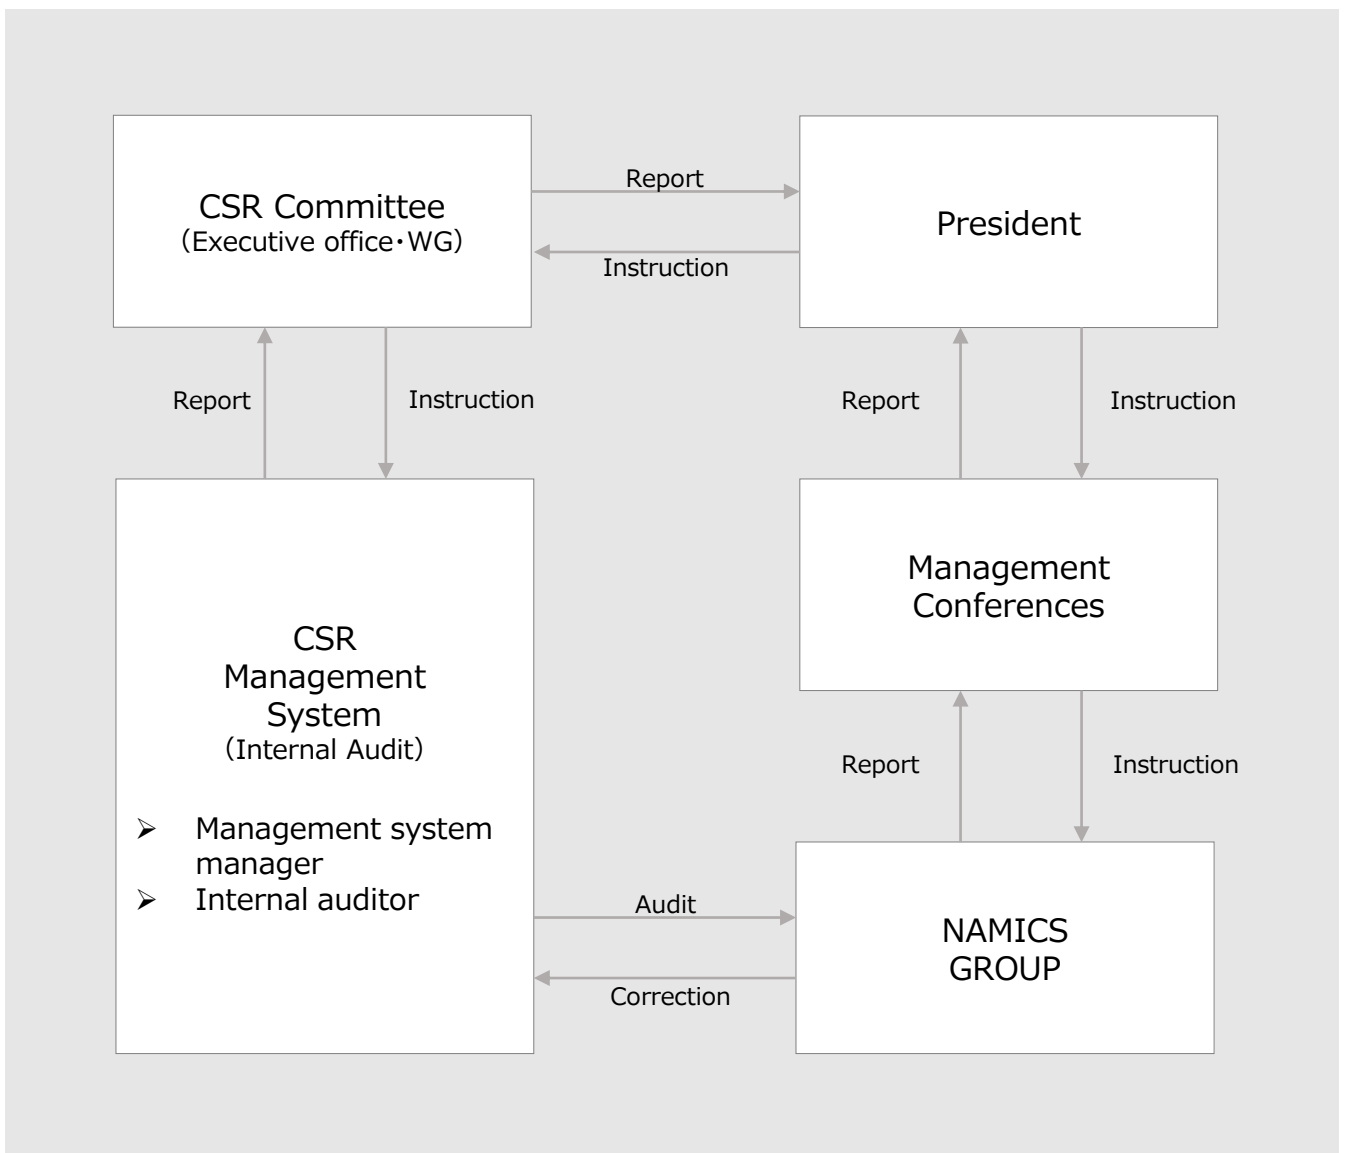 CSR Committee
（Executive office・WG）
Report
Instruction
President
Report
Instruction
Report
Instruction
CSR
Management
System
（Internal Audit）
➢ Management system
manager
➢ Internal auditor
Management
Conferences
Report
Instruction
Audit
Correction
NAMICS
GROUP